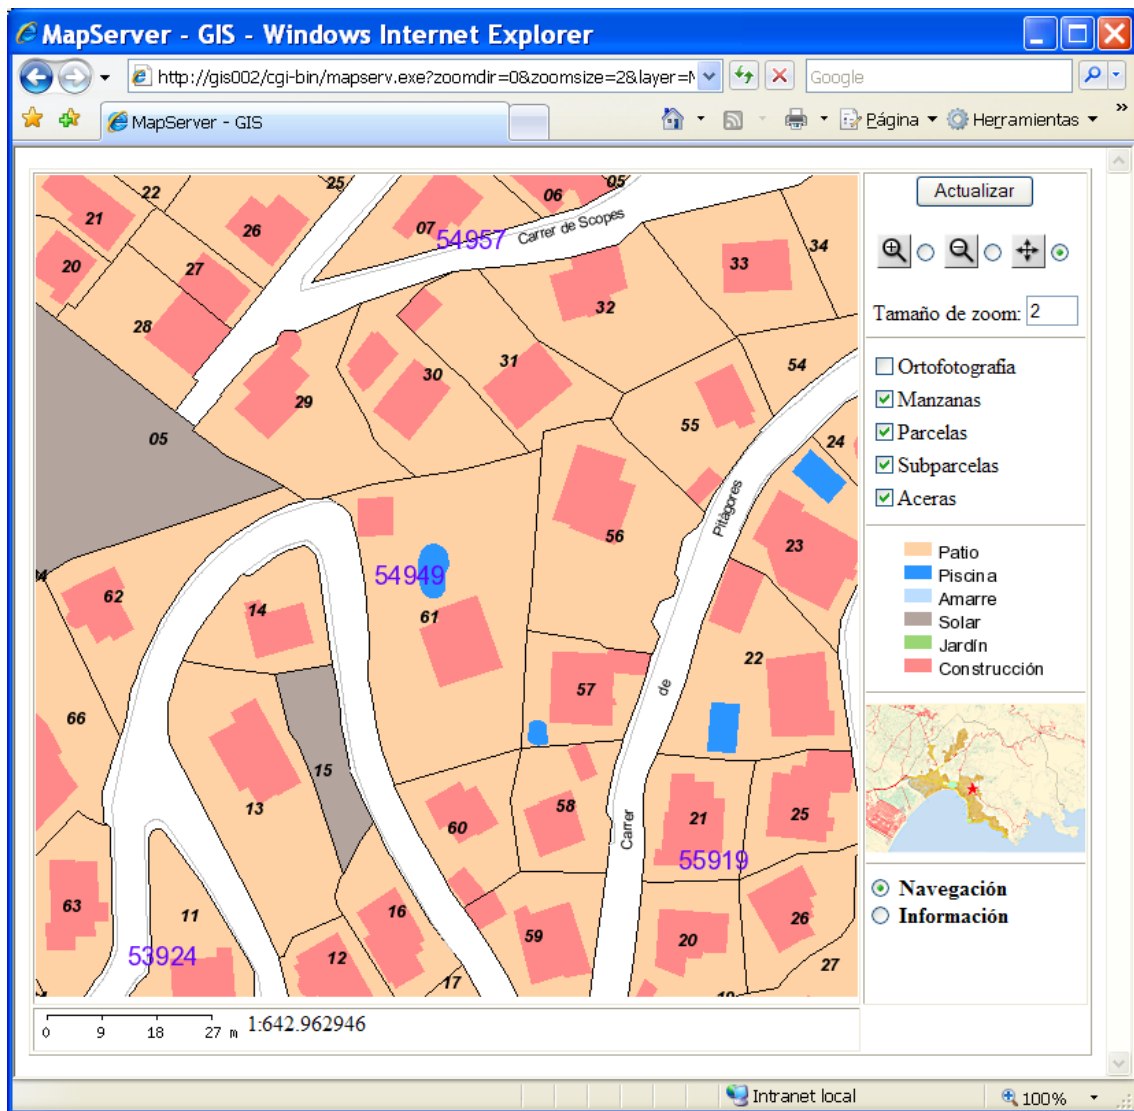 MapServer - GIS - Windows Internet Explorer
http://gis002/cgi-bin/mapserv.exe?zoomdir=0&zoomsize=2&layer=
Google
MapServer - GIS
Página
Herramientas
»
22 25 06 05
21 26 07 54957 Carrer de Scopes
20 27 33 34
28 32
31 30 54
29
05 55 24
Pitàgores
56 23
54949
62 14 61
22
57 de
66
15
13 58 21 25
60 Carrer
55919
63 11 16 59 20 26
53924 12 27
17
Actualizar
Tamaño de zoom: 2
Ortofotografia
Manzanas
Parcelas
Subparcelas
Aceras
Patio
Piscina
Amarre
Solar
Jardín
Construcción
Navegación
Información
0 9 18 27 m 1:642.962946
Intranet local
100%